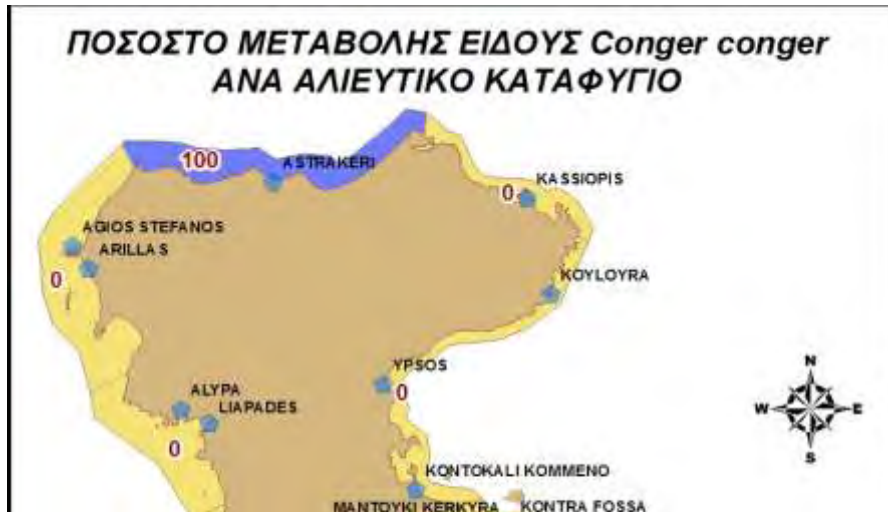 ΠΟΣΟΣΤΟ ΜΕΤΑΒΟΛΗΣ ΕΙΔΟΥΣ Conger conger
ΑΝΑ ΑΛΙΕΥΤΙΚΟ ΚΑΤΑΦΥΓΙΟ
100
ASTRAKERI
KASSIOPIS
0
AGIOS STEFANOS
ARILLAS
0
KOYLOYRA
YPSOS
0
ALYPA
LIAPADES
0
N
W E
S
KONTOKALI KOMMENO
MANTOYKI KERKYRA
KONTRA FOSSA